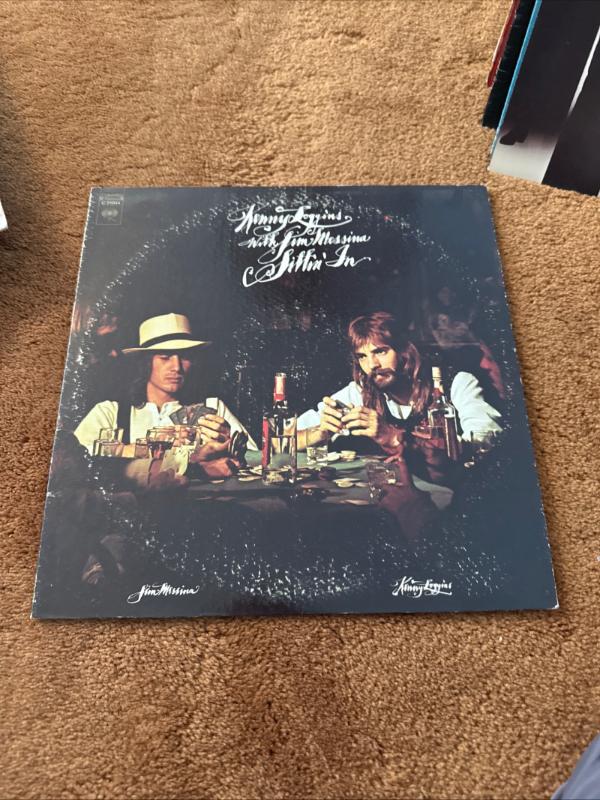 Kenny Loggins
With Jim Messina
Sittin' In
Jim Messina
Kenny Loggins